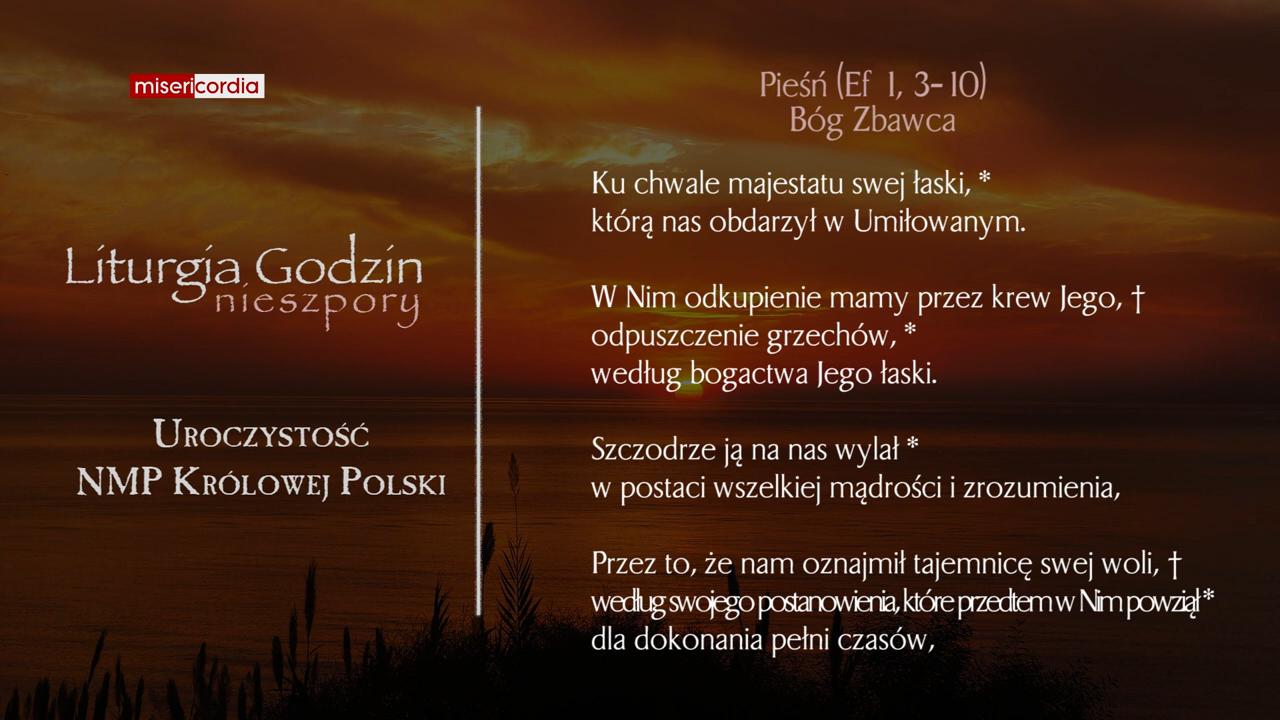 misericordia
Liturgia Godzin
nieszpory
Uroczystość
NMP Królowej Polski
Pieśń (Ef 1, 3-10)
Bóg Zbawca
Ku chwale majestatu swej łaski, *
którą nas obdarzył w Umiłowanym.
W Nim odkupienie mamy przez krew Jego, †
odpuszczenie grzechów, *
według bogactwa Jego łaski.
Szczodrze ją na nas wylał *
w postaci wszelkiej mądrości i zrozumienia,
Przez to, że nam oznajmił tajemnicę swej woli, †
według swojego postanowienia, które przedtem w Nim powziął *
dla dokonania pełni czasów,